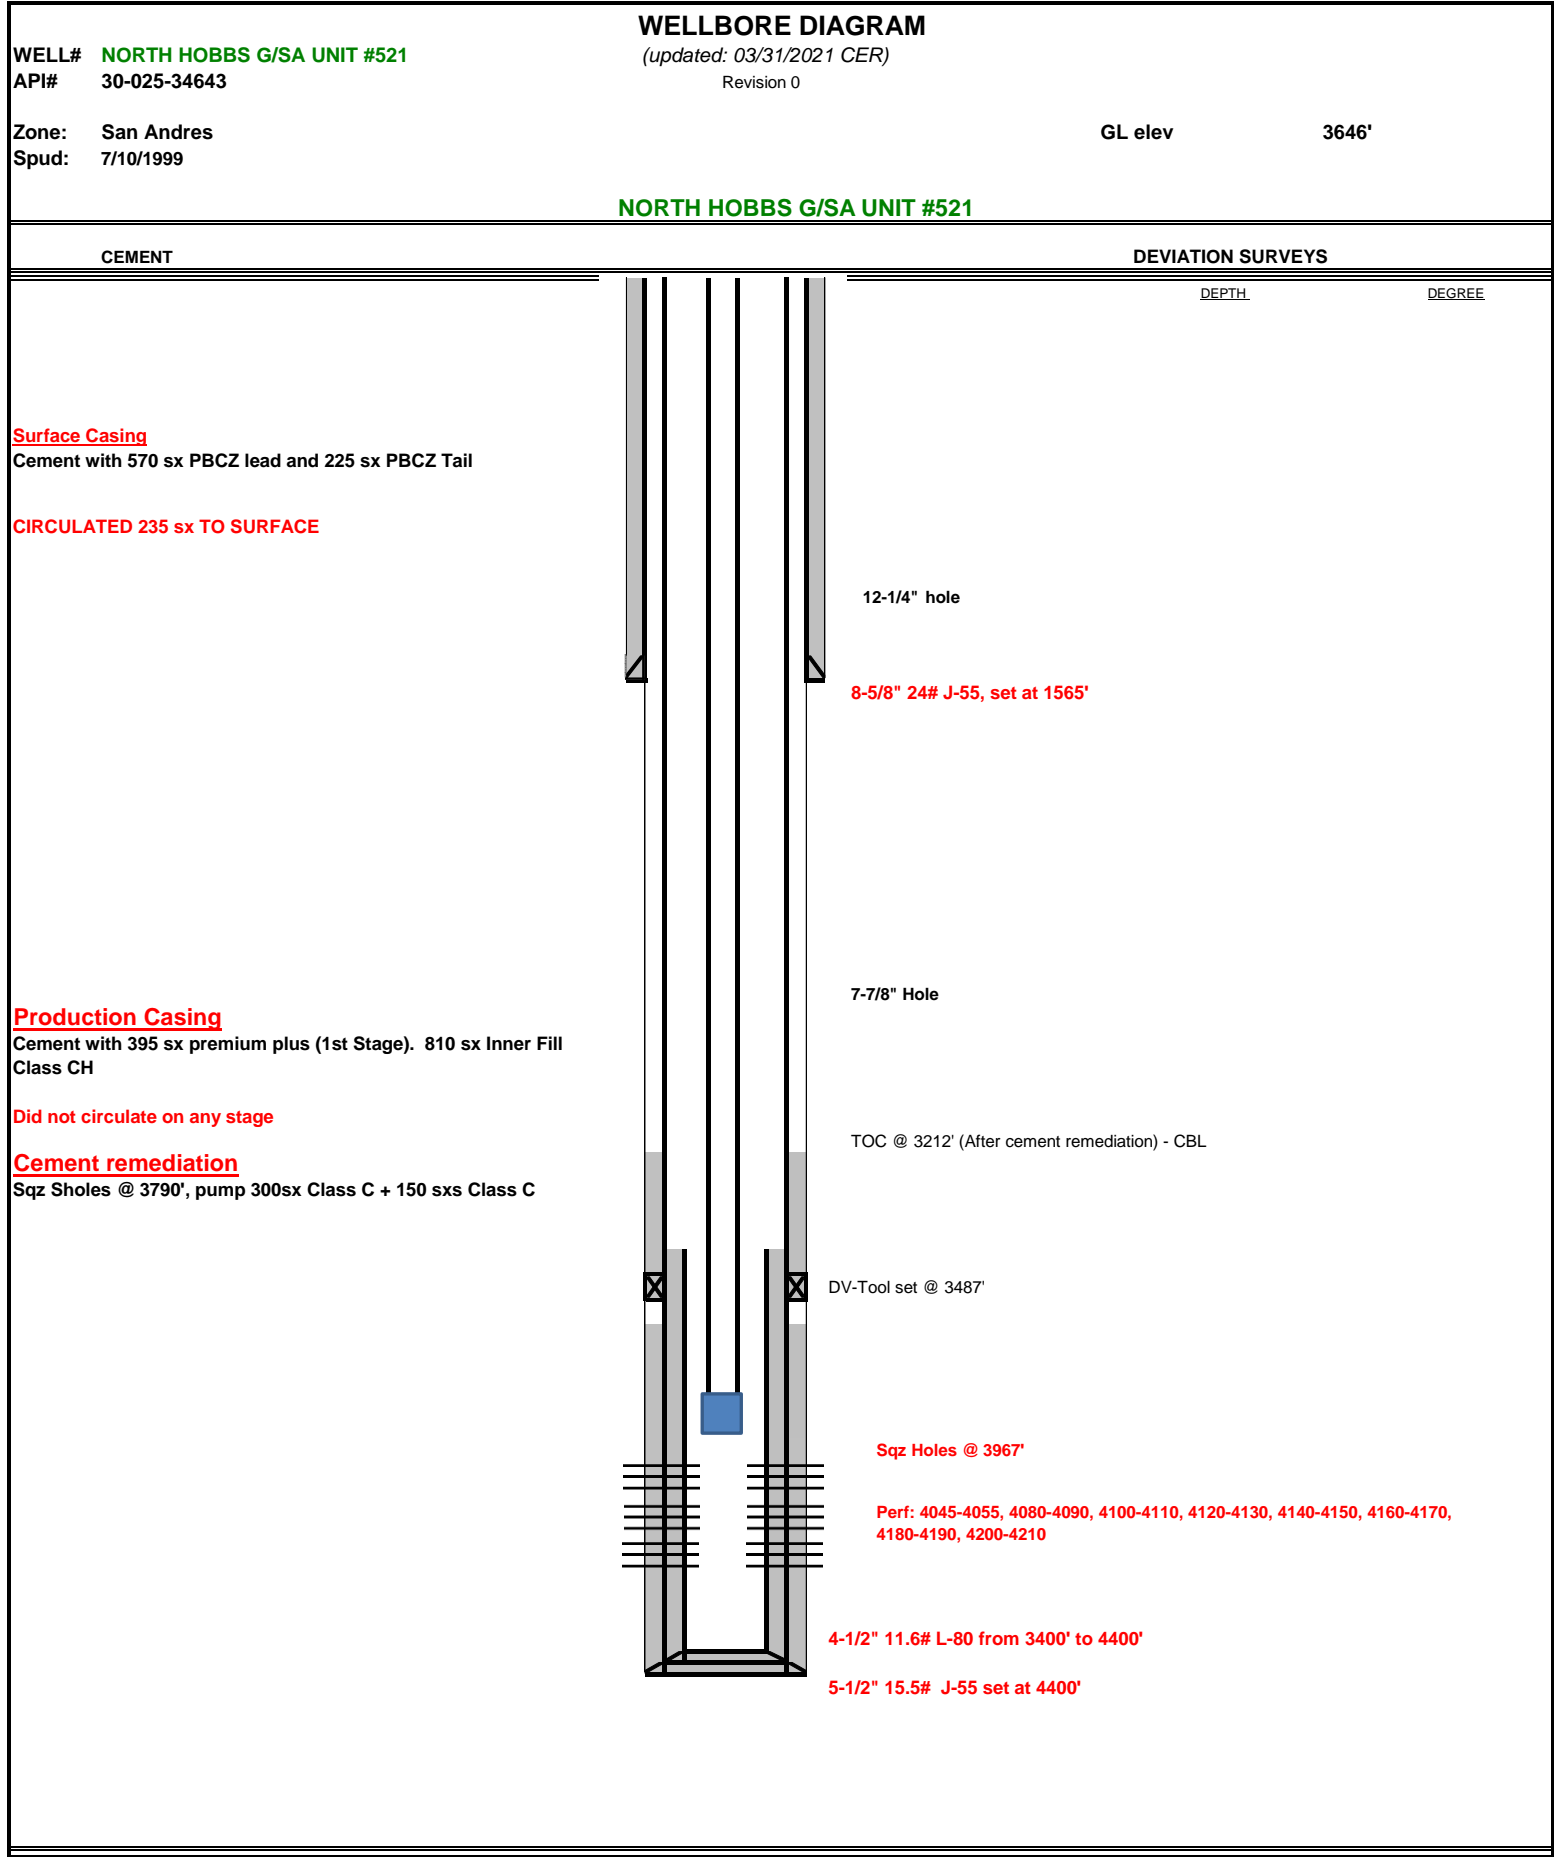 WELLBORE DIAGRAM
WELL# NORTH HOBBS G/SA UNIT #521 (updated: 03/31/2021 CER)
API# 30-025-34643 Revision 0
Zone: San Andres GL elev 3646'
Spud: 7/10/1999
NORTH HOBBS G/SA UNIT #521
CEMENT DEVIATION SURVEYS
DEPTH DEGREE
Surface Casing
Cement with 570 sx PBCZ lead and 225 sx PBCZ Tail
CIRCULATED 235 sx TO SURFACE
12-1/4" hole
8-5/8" 24# J-55, set at 1565'
7-7/8" Hole
Production Casing
Cement with 395 sx premium plus (1st Stage). 810 sx Inner Fill
Class CH
Did not circulate on any stage
TOC @ 3212' (After cement remediation) - CBL
Cement remediation
Sqz Sholes @ 3790', pump 300sx Class C + 150 sxs Class C
DV-Tool set @ 3487'
Sqz Holes @ 3967'
Perf: 4045-4055, 4080-4090, 4100-4110, 4120-4130, 4140-4150, 4160-4170,
4180-4190, 4200-4210
4-1/2" 11.6# L-80 from 3400' to 4400'
5-1/2" 15.5# J-55 set at 4400'